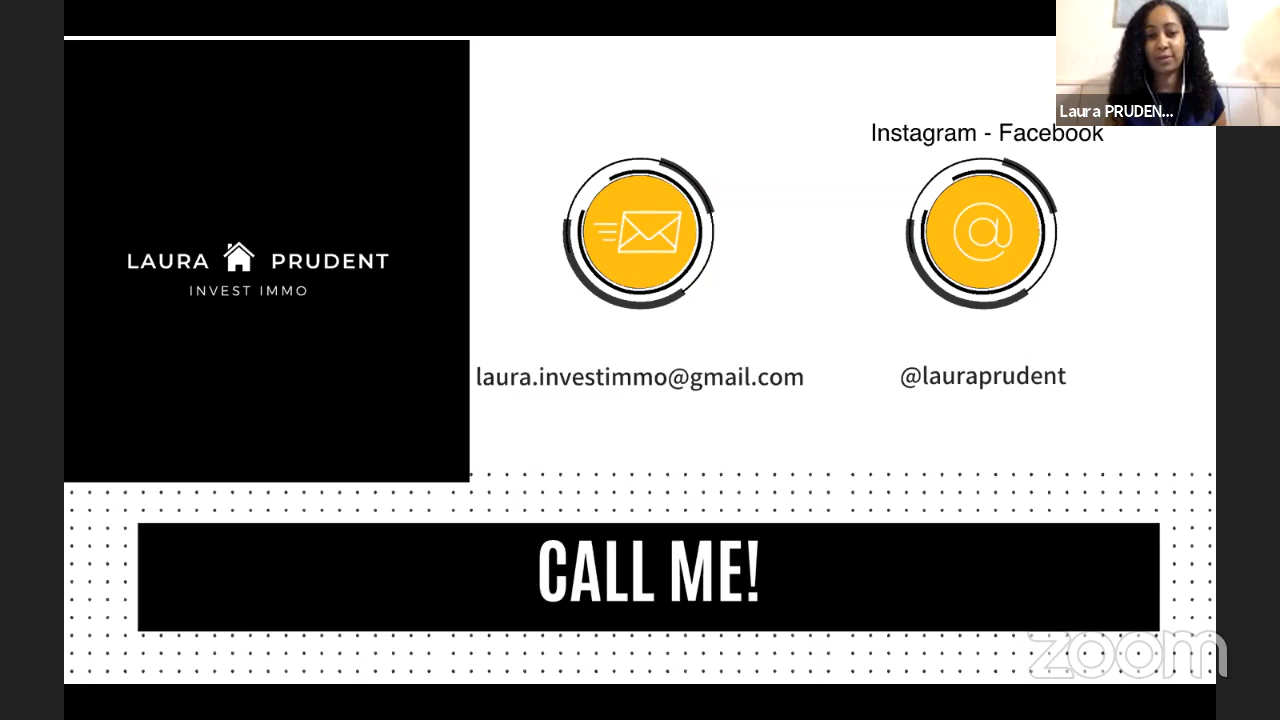 Laura PRUDEN...
Instagram - Facebook
LAURA PRUDENT
INVEST IMMO
laura.investimmo@gmail.com
@lauraprudent
CALL ME!
zoom